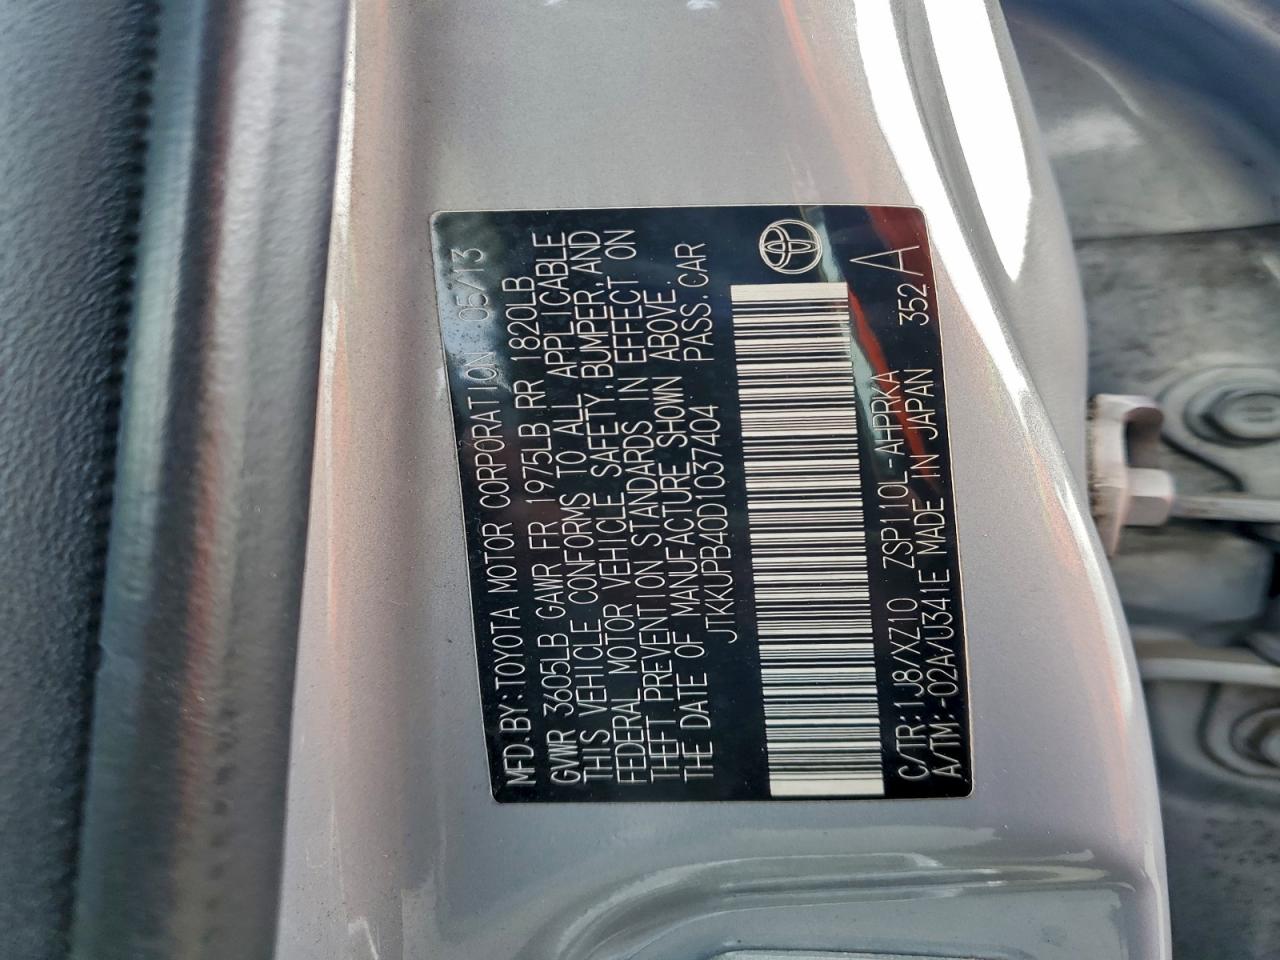 MFD.BY:TOYOTA MOTOR CORPORATION 05/13
GVWR 3605LB GAWR FR 1975LB RR 1820LB
THIS VEHICLE CONFORMS TO ALL APPLICABLE
FEDERAL MOTOR VEHICLE SAFETY,BUMPER,AND
THEFT PREVENTION STANDARDS IN EFFECT ON
THE DATE OF MANUFACTURE SHOWN ABOVE.
JTKKUPB40D1037404 PASS.CAR
C/TR:1J8/XZ10 ZSP110L-AHPRKA 352A
A/TM:-02A/U341E MADE IN JAPAN